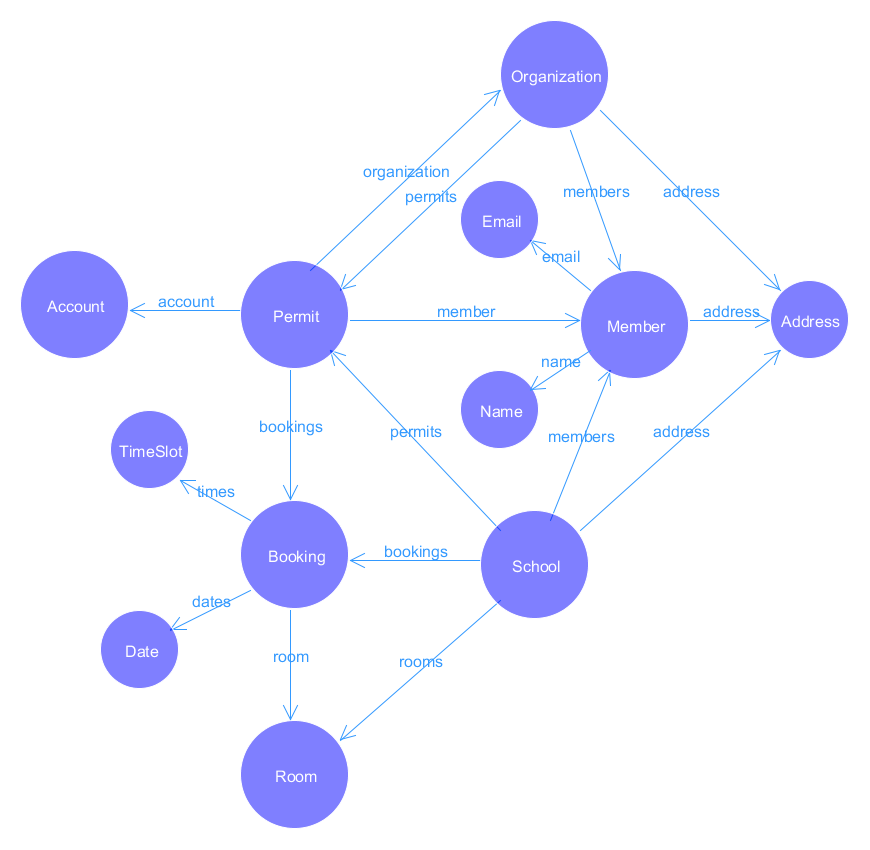 Organization
organization
permits
members
address
Email
email
Account
account
Permit
member
Member
address
Address
name
Name
bookings
permits
members
address
TimeSlot
times
Booking
bookings
School
dates
Date
room
rooms
Room